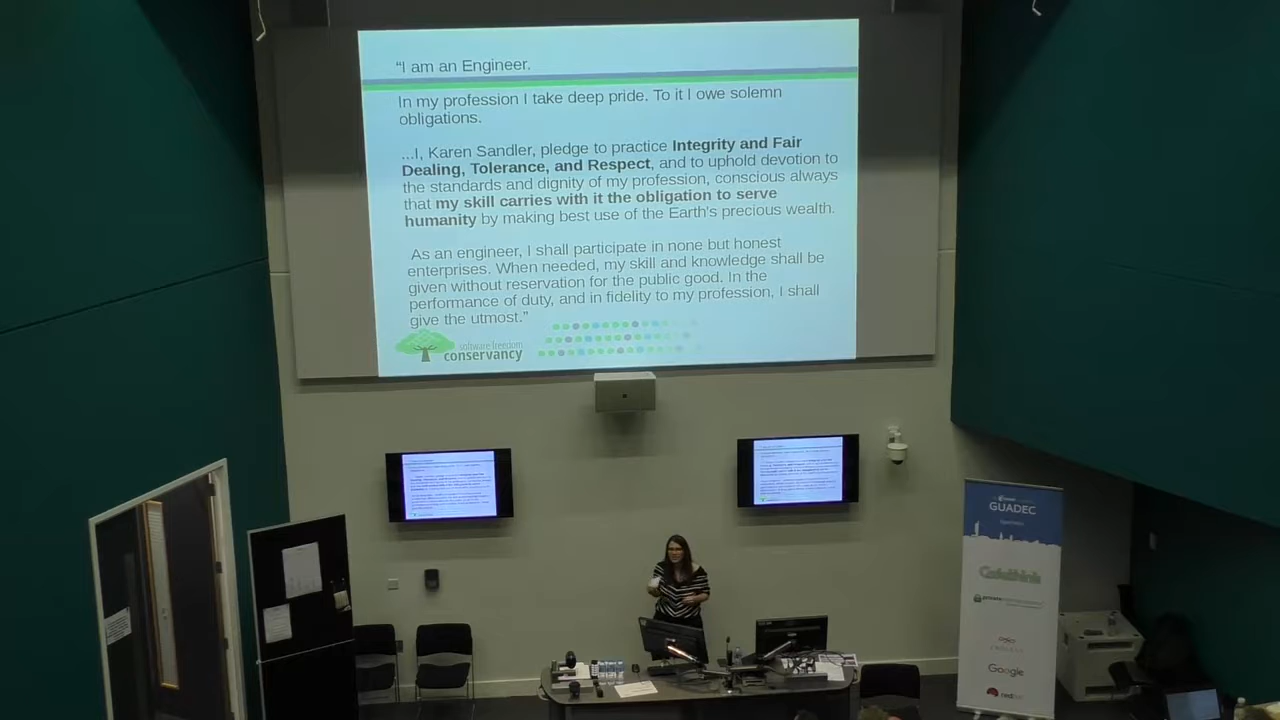 “I am an Engineer.
In my profession I take deep pride. To it I owe solemn
obligations.
...I, Karen Sandler, pledge to practice Integrity and Fair
Dealing, Tolerance, and Respect, and to uphold devotion to
the standards and dignity of my profession, conscious always
that my skill carries with it the obligation to serve
humanity by making best use of the Earth's precious wealth.
As an engineer, I shall participate in none but honest
enterprises. When needed, my skill and knowledge shall be
given without reservation for the public good. In the
performance of duty, and in fidelity to my profession, I shall
give the utmost.”
software freedom
conservancy
GUADEC
Codethink
Google